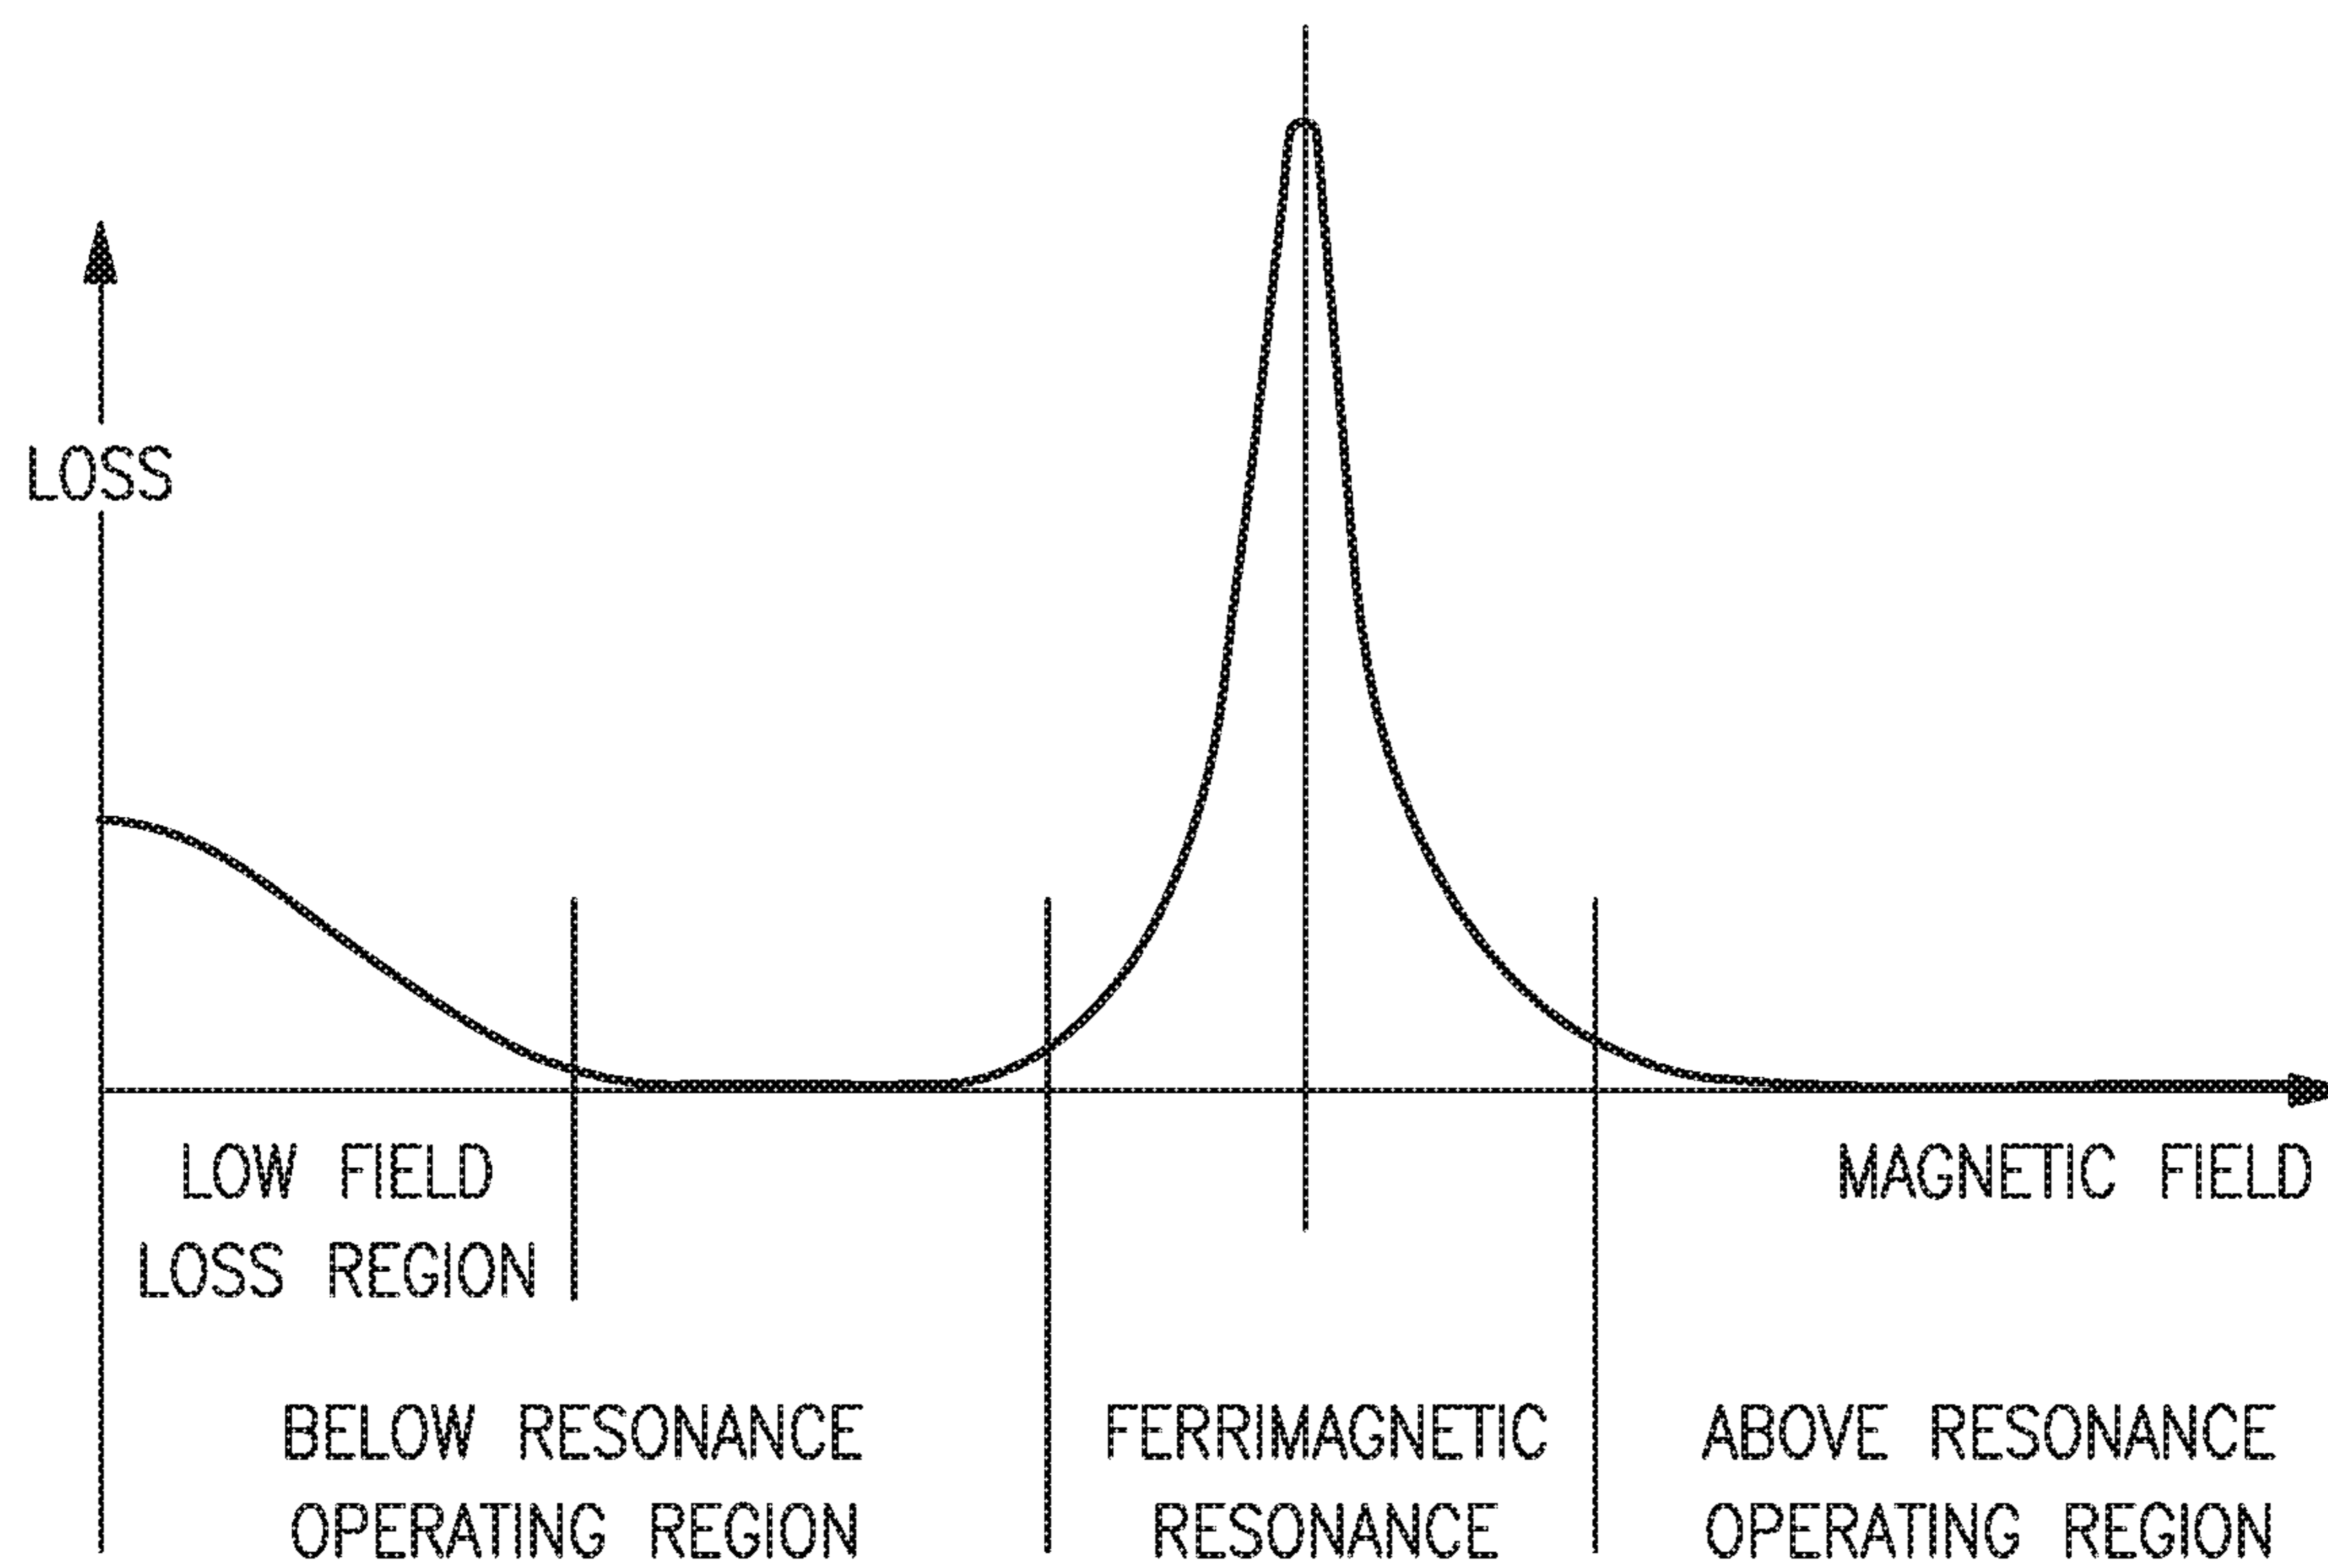 LOSS
LOW FIELD
LOSS REGION
MAGNETIC FIELD
BELOW RESONANCE
OPERATING REGION
FERRIMAGNETIC
RESONANCE
ABOVE RESONANCE
OPERATING REGION